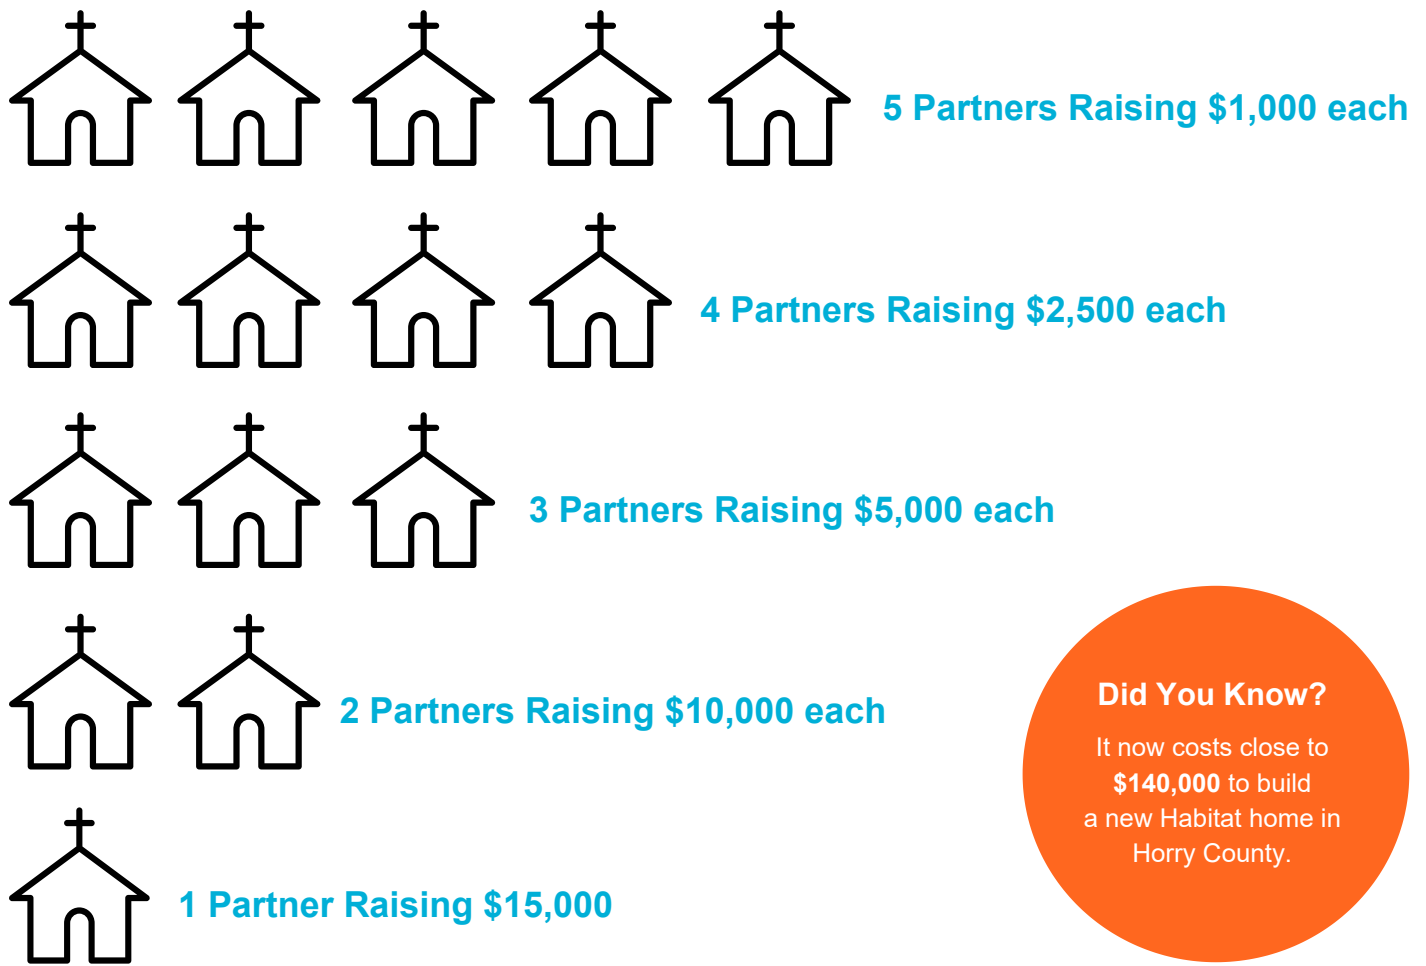 5 Partners Raising $1,000 each
4 Partners Raising $2,500 each
3 Partners Raising $5,000 each
2 Partners Raising $10,000 each
1 Partner Raising $15,000
Did You Know?
It now costs close to
$140,000 to build
a new Habitat home in
Horry County.